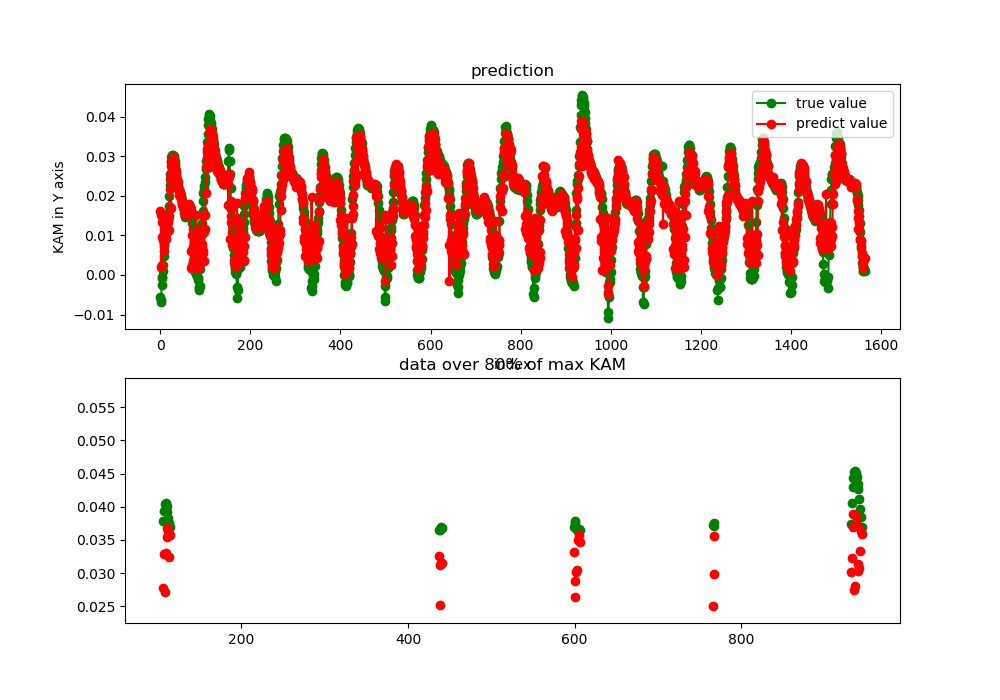 prediction
KAM in Y axis
true value
predict value
0.04
0.03
0.02
0.01
0.00
−0.01
0 200 400 600 800 1000 1200 1400 1600
index
data over 80% of max KAM
0.055
0.050
0.045
0.040
0.035
0.030
0.025
200 400 600 800